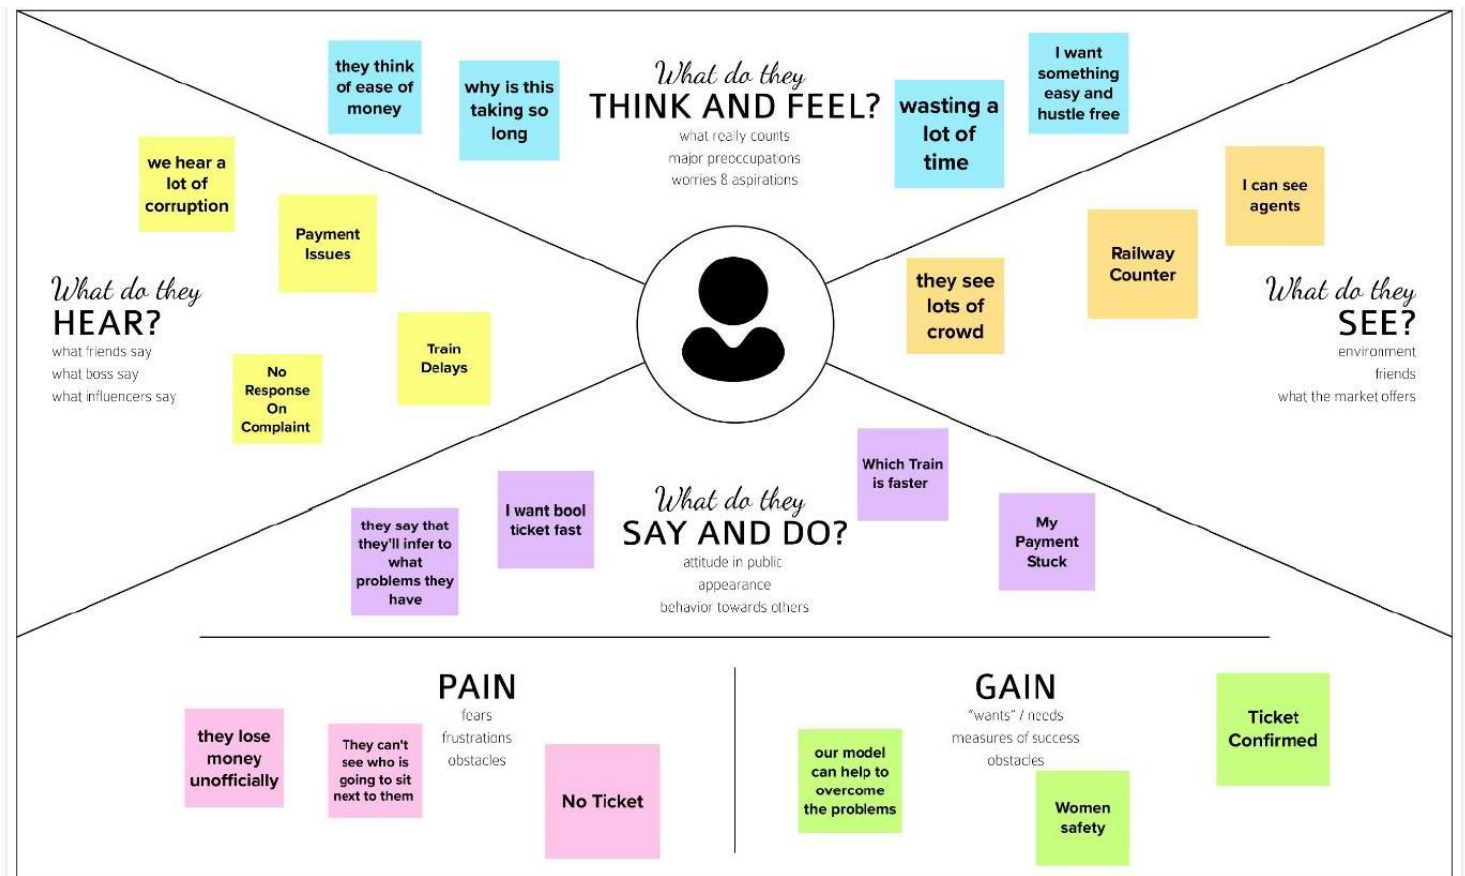 What do they
THINK AND FEEL?
what really counts
major preoccupations
worries & aspirations
they think
of ease of
money
why is this
taking so
long
wasting a
lot of
time
I want
something
easy and
hustle free
What do they
HEAR?
what friends say
what boss say
what influencers say
we hear a
lot of
corruption
Payment
Issues
Train
Delays
No
Response
On
Complaint
What do they
SEE?
environment
friends
what the market offers
they see
lots of
crowd
Railway
Counter
I can see
agents
What do they
SAY AND DO?
attitude in public
appearance
behavior towards others
they say that
they'll infer to
what
problems they
have
I want bool
ticket fast
Which Train
is faster
My
Payment
Stuck
PAIN
fears
frustrations
obstacles
they lose
money
unofficially
They can't
see who is
going to sit
next to them
No Ticket
GAIN
"wants" / needs
measures of success
obstacles
our model
can help to
overcome
the problems
Women
safety
Ticket
Confirmed